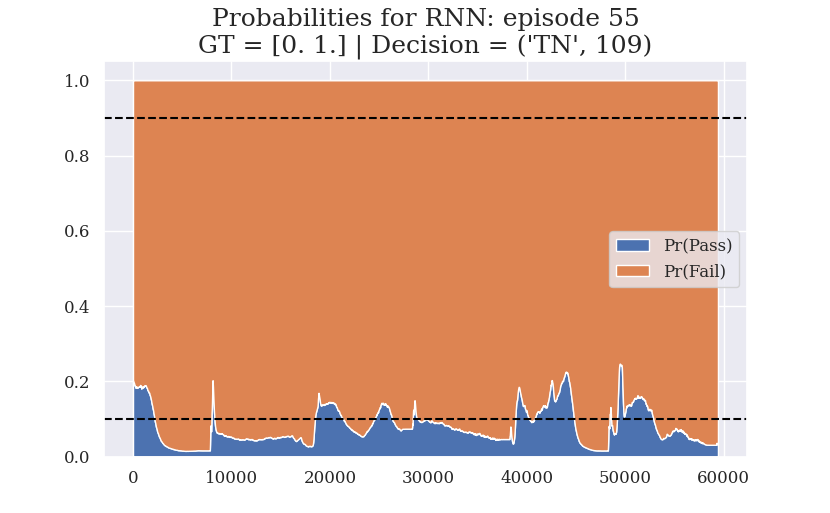 Probabilities for RNN: episode 55
GT = [0. 1.] | Decision = ('TN', 109)
1.0
0.8
0.6
0.4
0.2
0.0
Pr(Pass)
Pr(Fail)
0 10000 20000 30000 40000 50000 60000